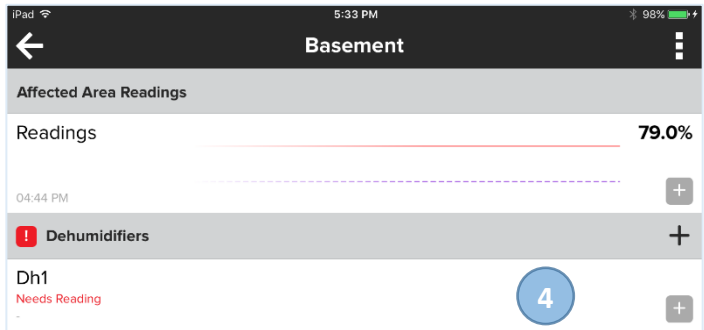 iPad 5:33 PM 98%
Basement
Affected Area Readings
Readings 79.0%
04:44 PM +
! Dehumidifiers +
Dh1
Needs Reading 4
- +